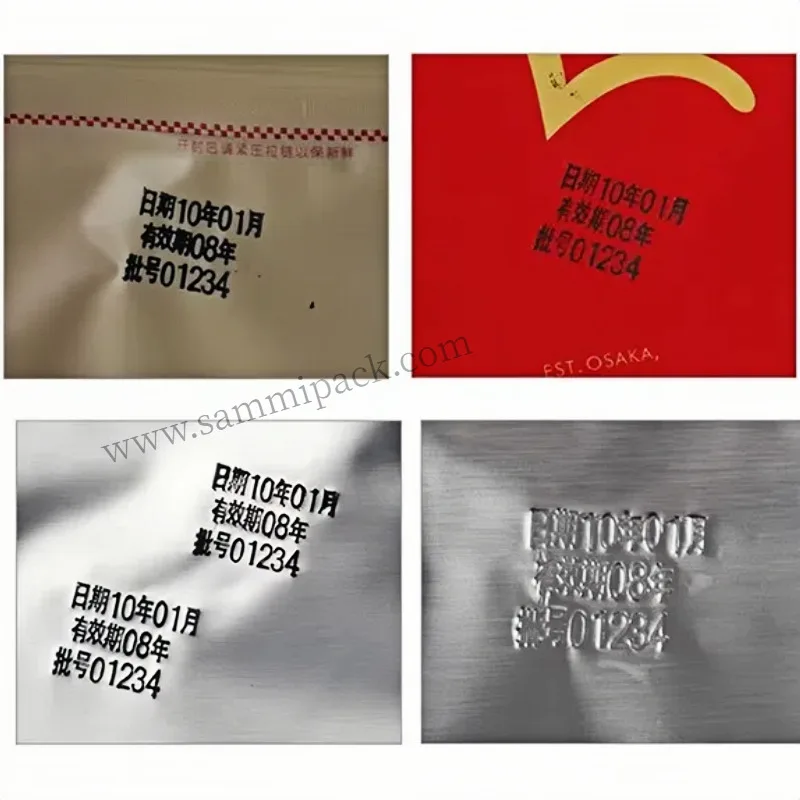 开封后请紧压拉链以保新鲜
日期10年01月
有效期08年
批号01234
日期10年01月
有效期08年
批号01234
EST. OSAKA,
www.sammipack.com
日期10年01月
有效期08年
批号01234
日期10年01月
有效期08年
批号01234
日期10年01月
有效期08年
批号01234